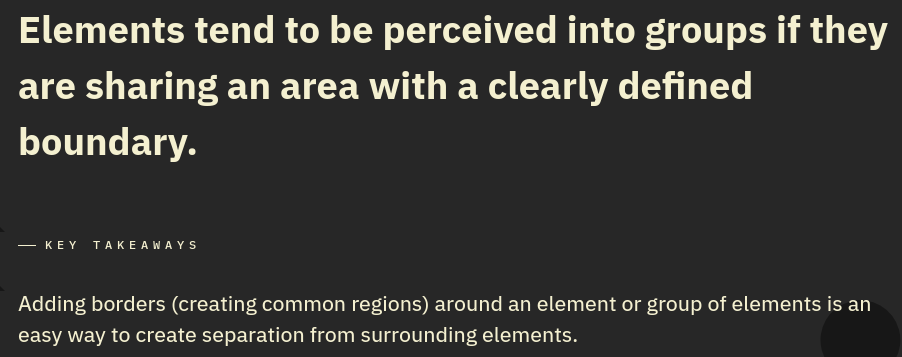 Elements tend to be perceived into groups if they
are sharing an area with a clearly defined
boundary.
KEY TAKEAWAYS
Adding borders (creating common regions) around an element or group of elements is an
easy way to create separation from surrounding elements.